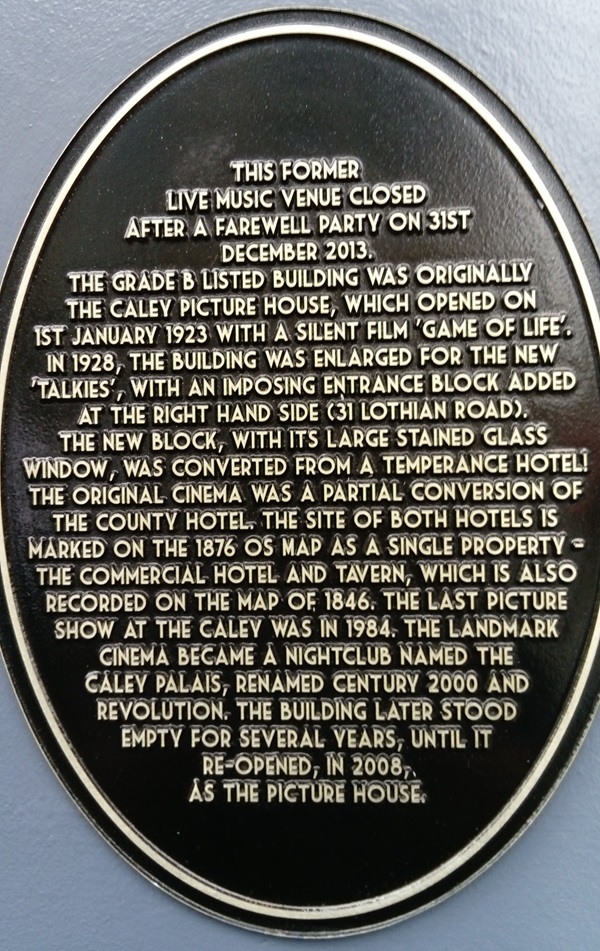 THIS FORMER
LIVE MUSIC VENUE CLOSED
AFTER A FAREWELL PARTY ON 31ST
DECEMBER 2013.
THE GRADE B LISTED BUILDING WAS ORIGINALLY
THE CALEY PICTURE HOUSE, WHICH OPENED ON
1ST JANUARY 1923 WITH A SILENT FILM 'GAME OF LIFE'.
IN 1928, THE BUILDING WAS ENLARGED FOR THE NEW
'TALKIES', WITH AN IMPOSING ENTRANCE BLOCK ADDED
AT THE RIGHT HAND SIDE (31 LOTHIAN ROAD).
THE NEW BLOCK, WITH ITS LARGE STAINED GLASS
WINDOW, WAS CONVERTED FROM A TEMPERANCE HOTEL!
THE ORIGINAL CINEMA WAS A PARTIAL CONVERSION OF
THE COUNTY HOTEL. THE SITE OF BOTH HOTELS IS
MARKED ON THE 1876 OS MAP AS A SINGLE PROPERTY -
THE COMMERCIAL HOTEL AND TAVERN, WHICH IS ALSO
RECORDED ON THE MAP OF 1846. THE LAST PICTURE
SHOW AT THE CALEY WAS IN 1984. THE LANDMARK
CINEMA BECAME A NIGHTCLUB NAMED THE
CALEY PALAIS, RENAMED CENTURY 2000 AND
REVOLUTION. THE BUILDING LATER STOOD
EMPTY FOR SEVERAL YEARS, UNTIL IT
RE-OPENED, IN 2008,
AS THE PICTURE HOUSE.